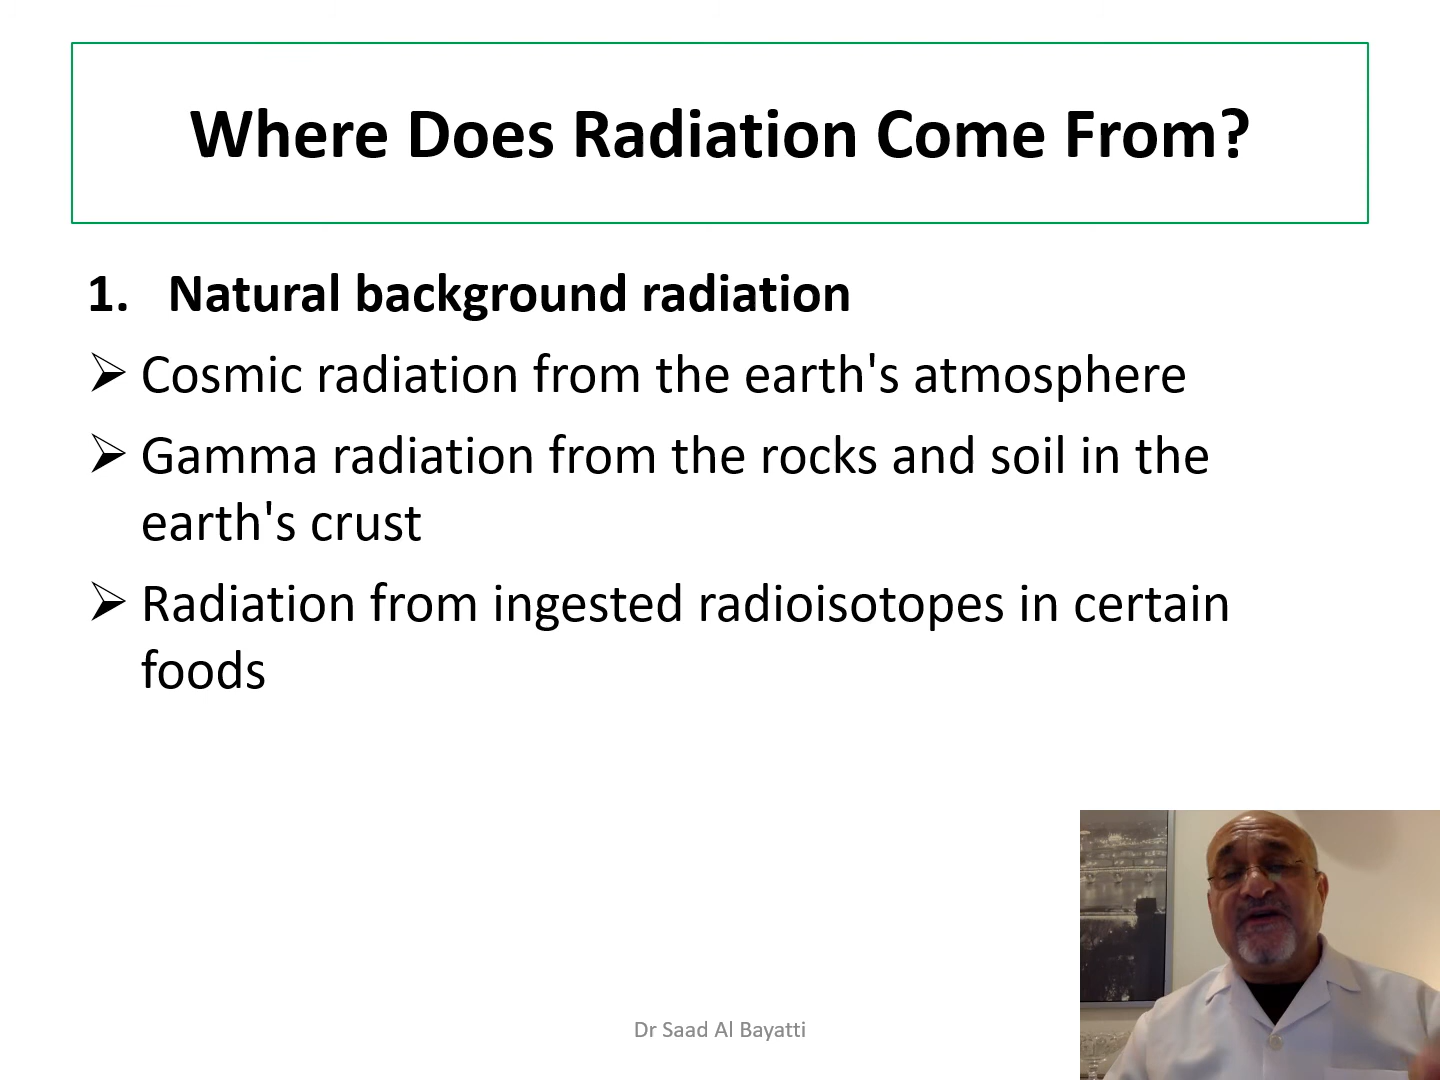 Where Does Radiation Come From?
1. Natural background radiation
➢ Cosmic radiation from the earth's atmosphere
➢ Gamma radiation from the rocks and soil in the
earth's crust
➢ Radiation from ingested radioisotopes in certain
foods
Dr Saad Al Bayatti